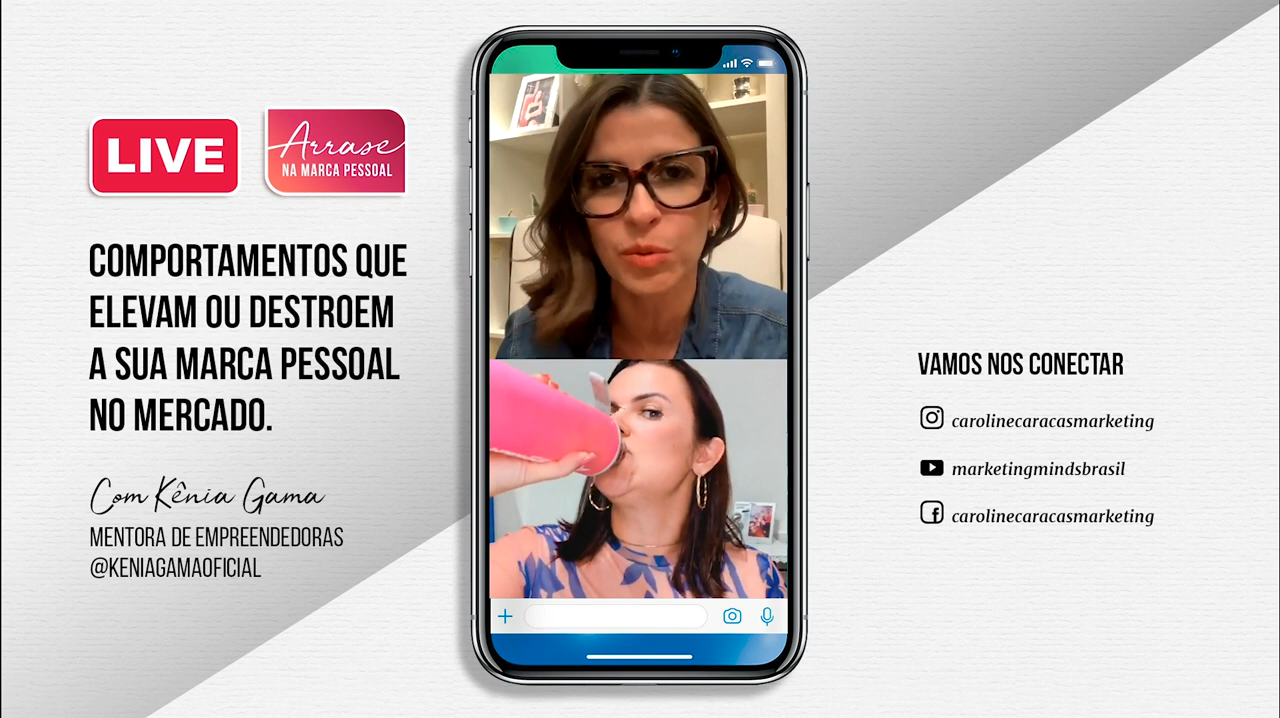 LIVE
Arrase
NA MARCA PESSOAL
COMPORTAMENTOS QUE
ELEVAM OU DESTROEM
A SUA MARCA PESSOAL
NO MERCADO.
Com Kênia Gama
MENTORA DE EMPREENDEDORAS
@KENIAGAMAOFICIAL
VAMOS NOS CONECTAR
carolinecaracasmarketing
marketingmindsbrasil
carolinecaracasmarketing